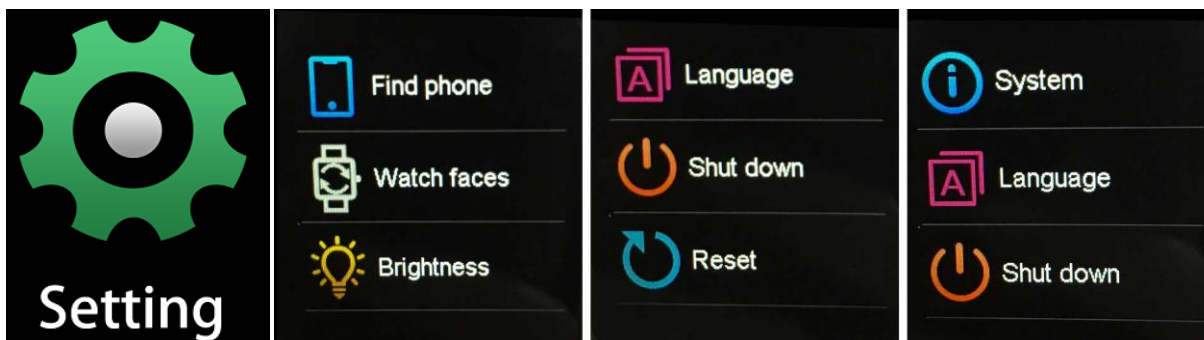 Setting
Find phone
Watch faces
Brightness
A Language
Shut down
Reset
i System
A Language
Shut down